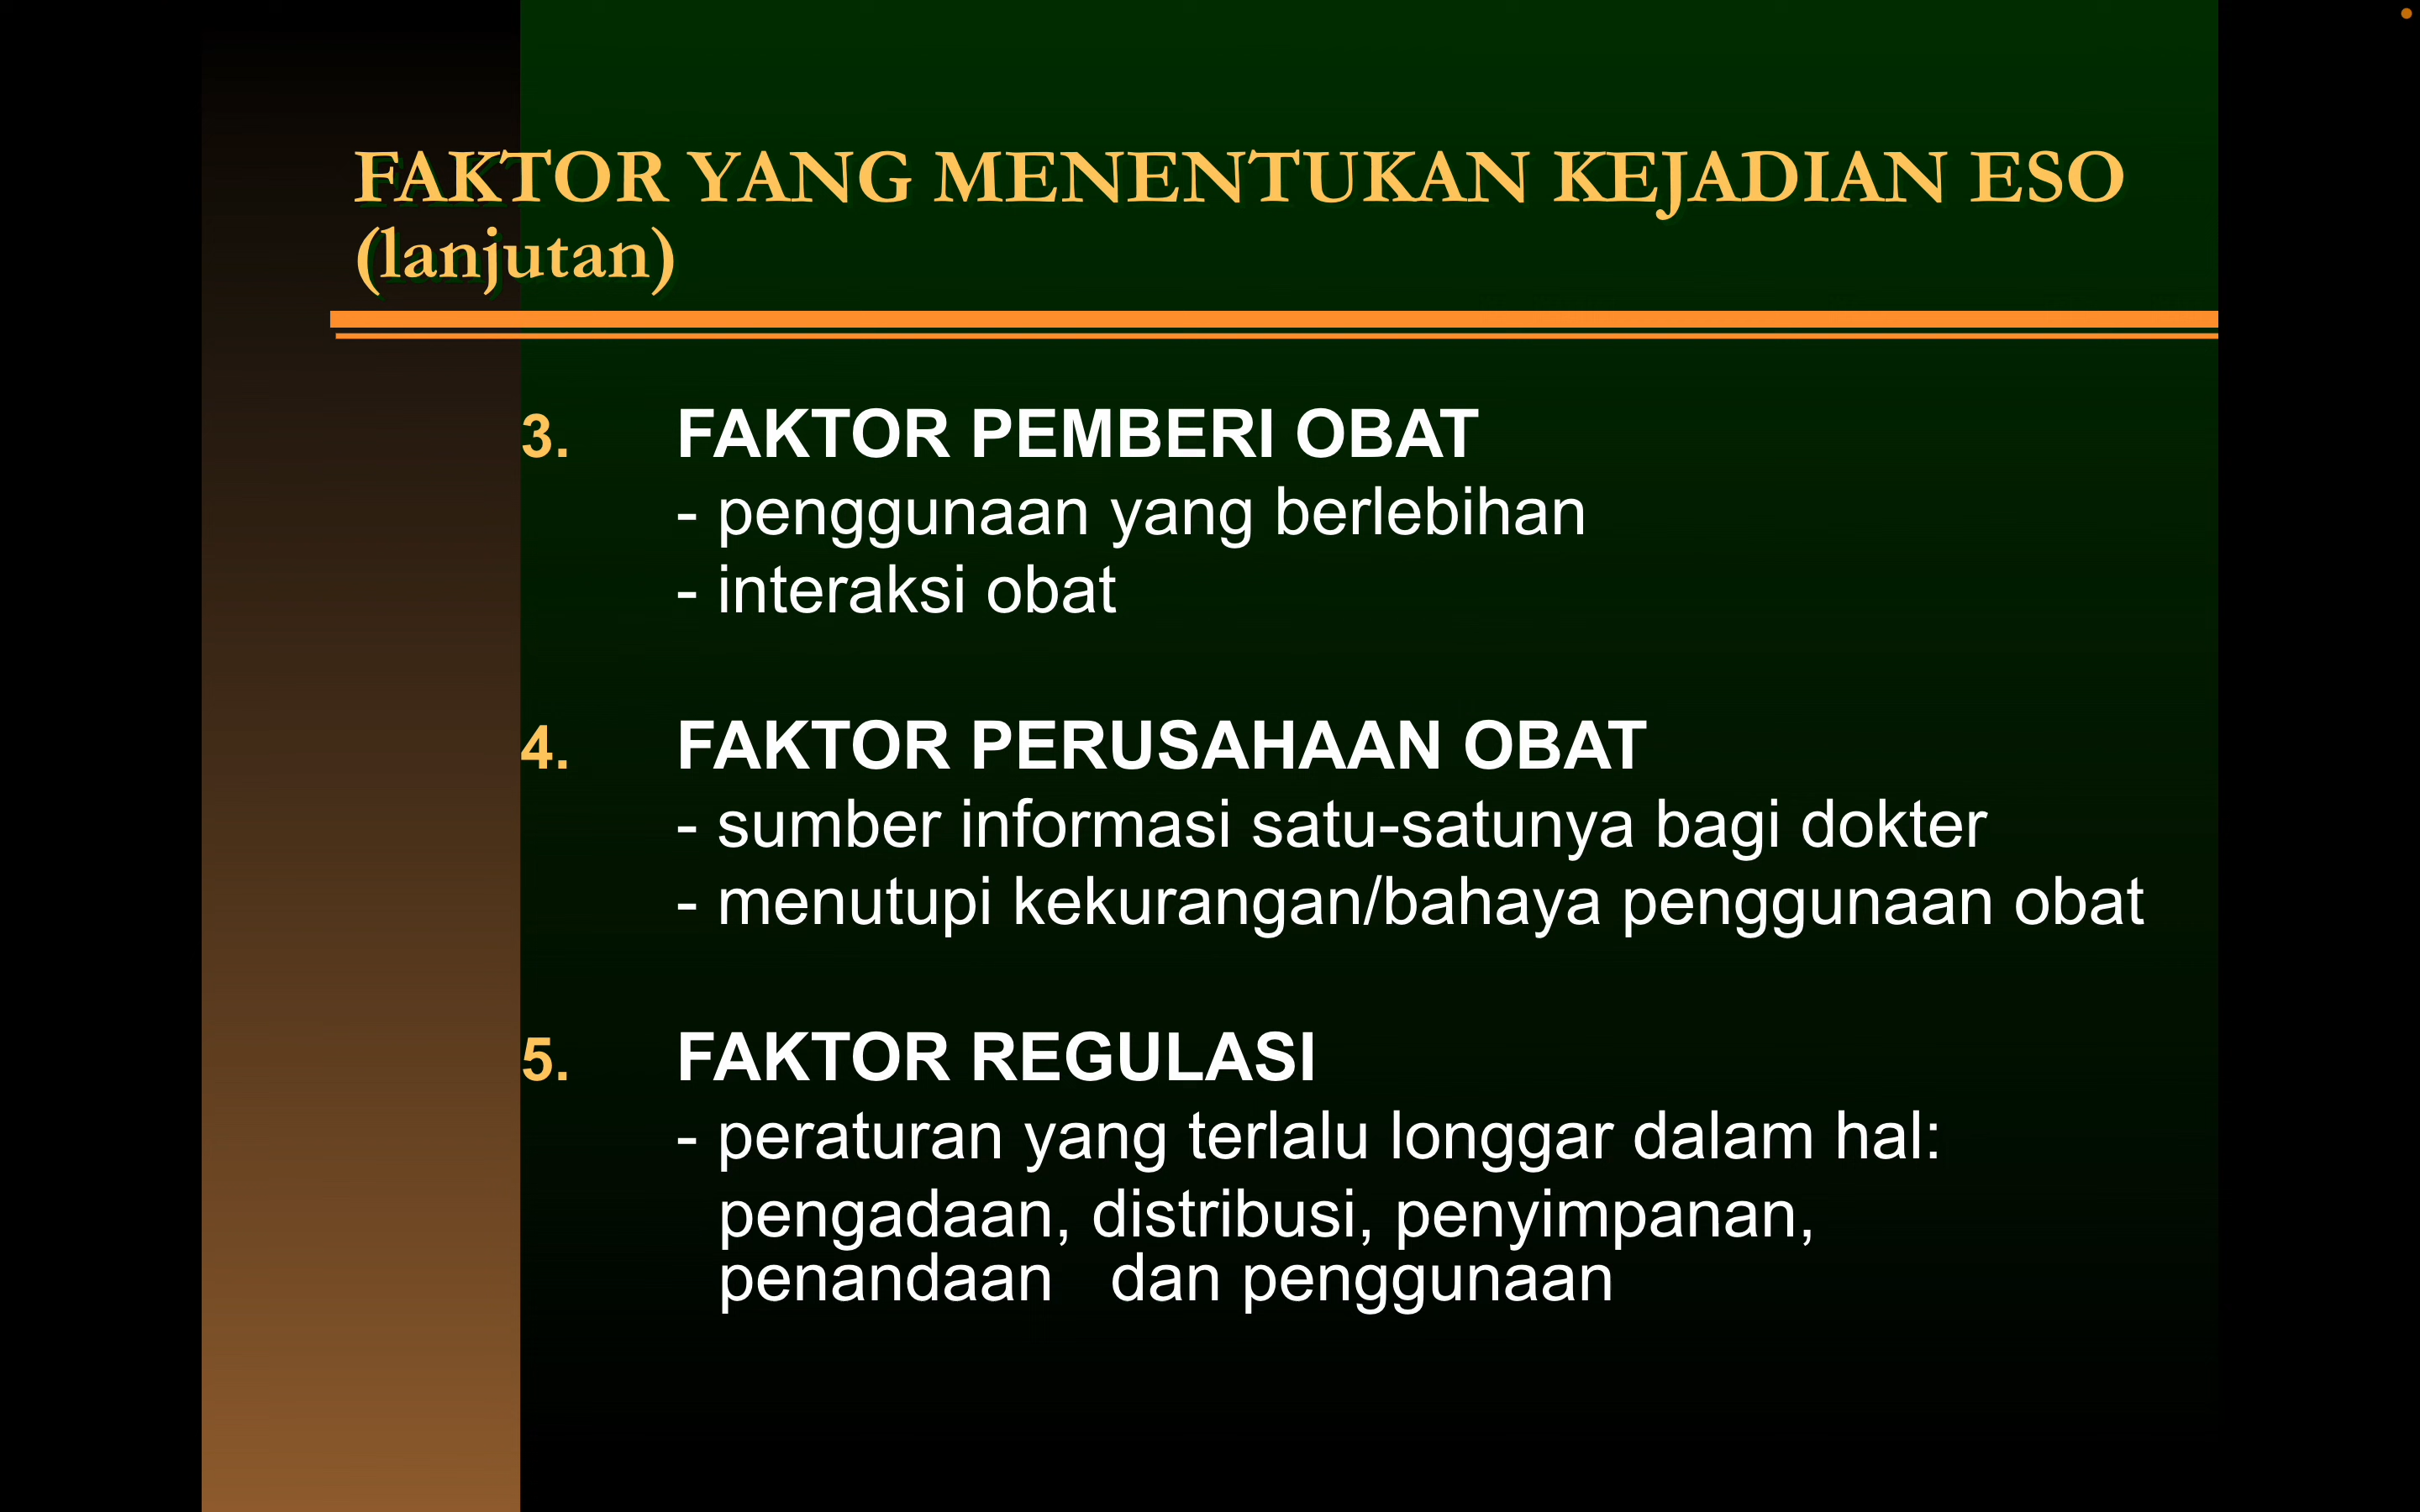 FAKTOR YANG MENENTUKAN KEJADIAN ESO
(lanjutan)
3. FAKTOR PEMBERI OBAT
- penggunaan yang berlebihan
- interaksi obat
4. FAKTOR PERUSAHAAN OBAT
- sumber informasi satu-satunya bagi dokter
- menutupi kekurangan/bahaya penggunaan obat
5. FAKTOR REGULASI
- peraturan yang terlalu longgar dalam hal:
pengadaan, distribusi, penyimpanan,
penandaan dan penggunaan